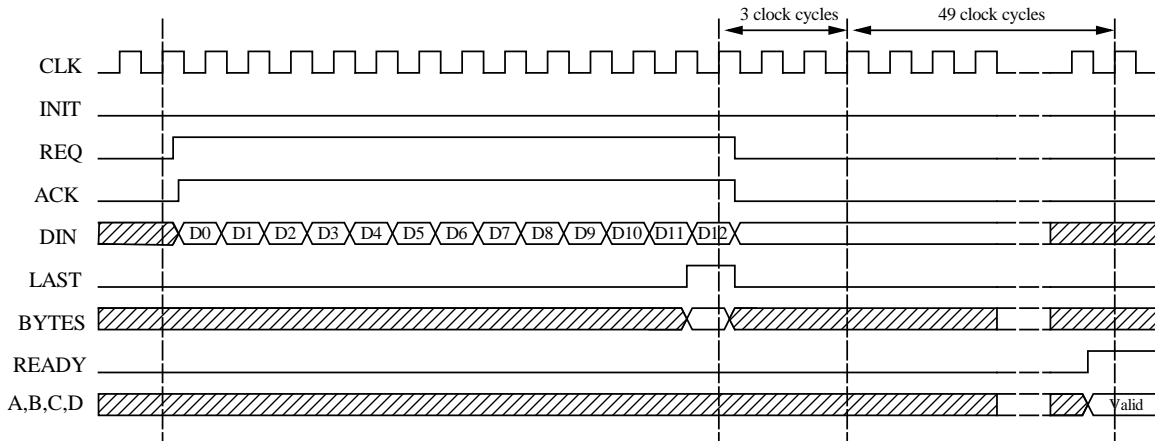 3 clock cycles 49 clock cycles
CLK
INIT
REQ
ACK
DIN D0 D1 D2 D3 D4 D5 D6 D7 D8 D9 D10 D11 D12
LAST
BYTES
READY
A,B,C,D Valid